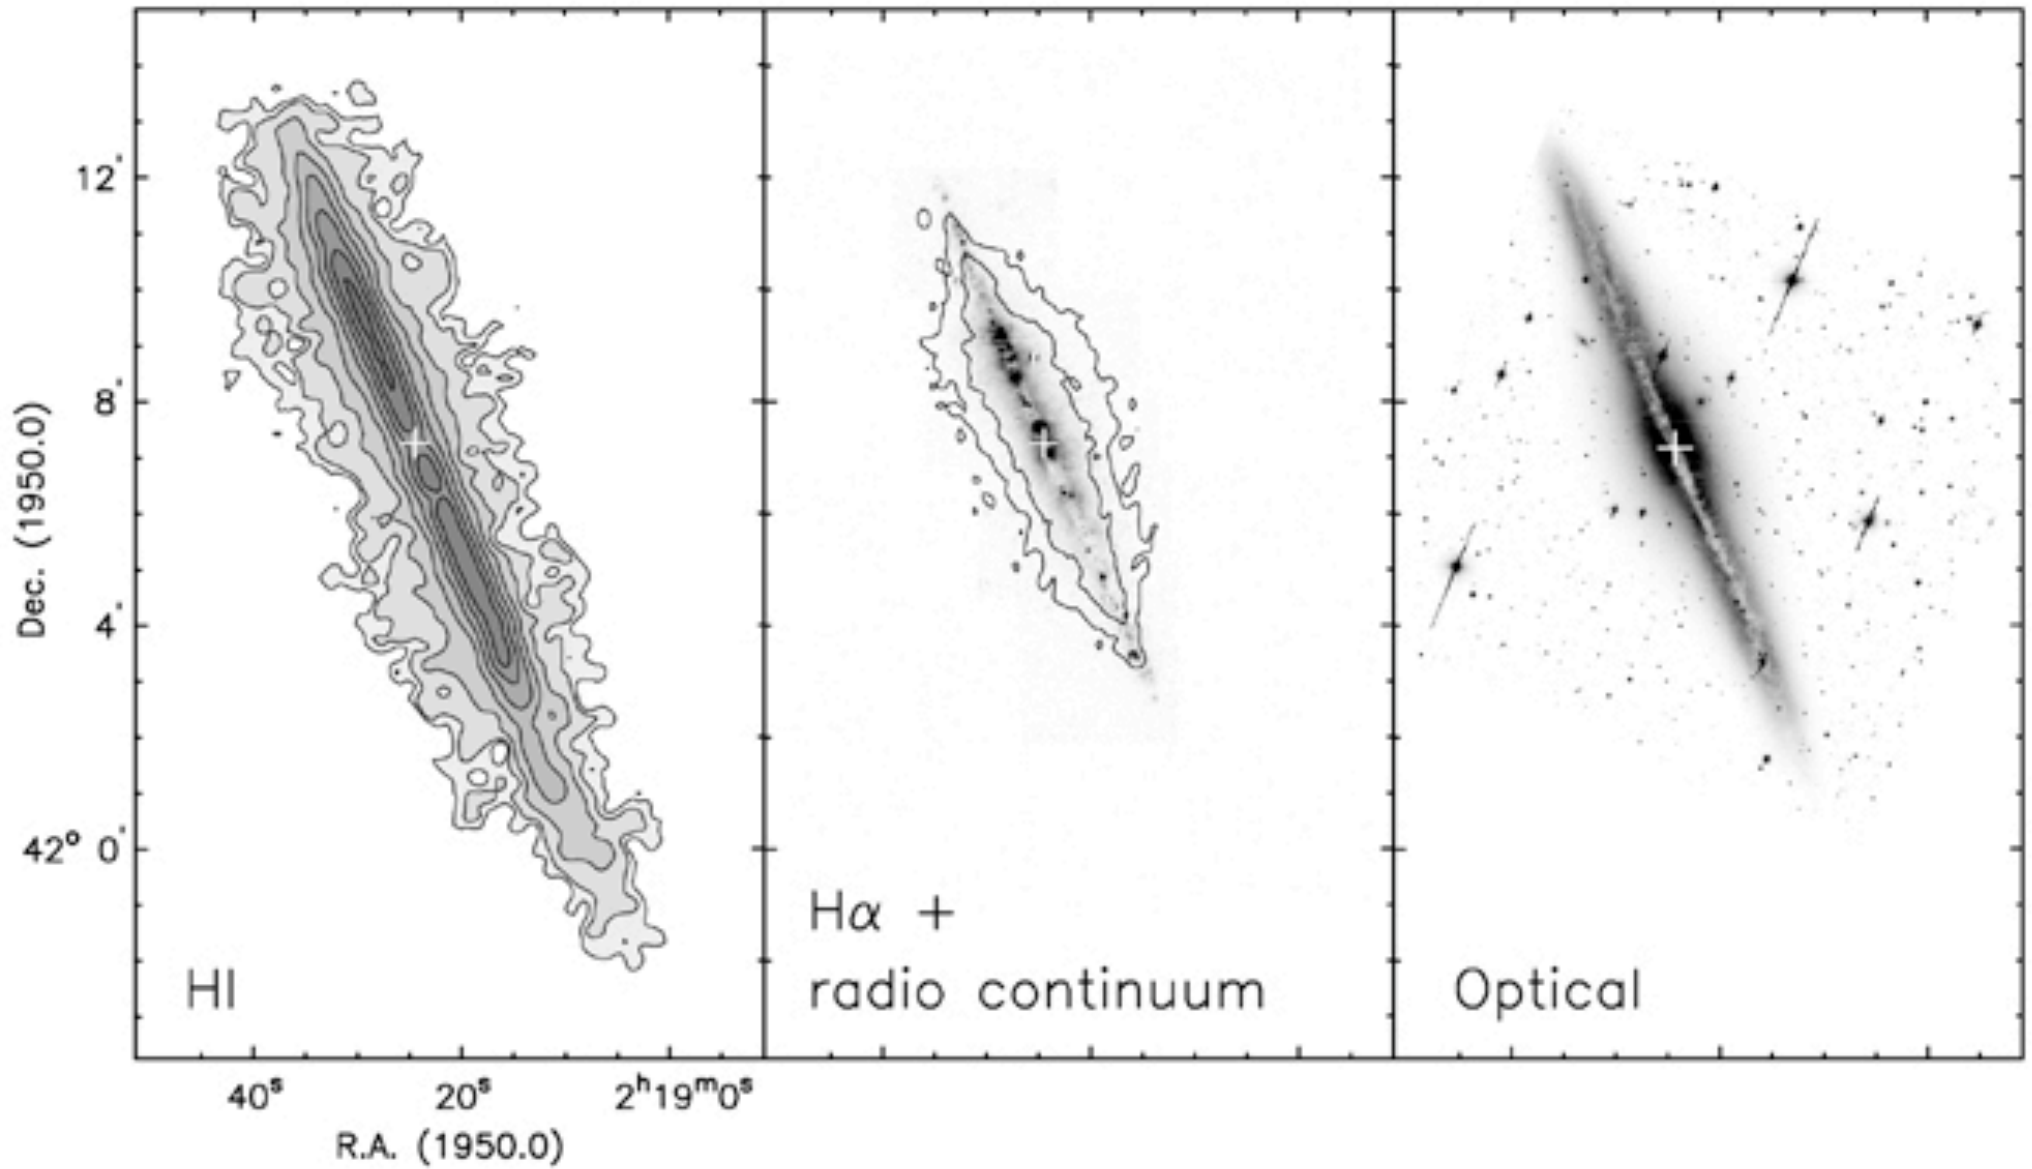 12′
8′
4′
42° 0′
Dec. (1950.0)
HI
Hα +
radio continuum
Optical
40ˢ 20ˢ 2ʰ19ᵐ0ˢ
R.A. (1950.0)